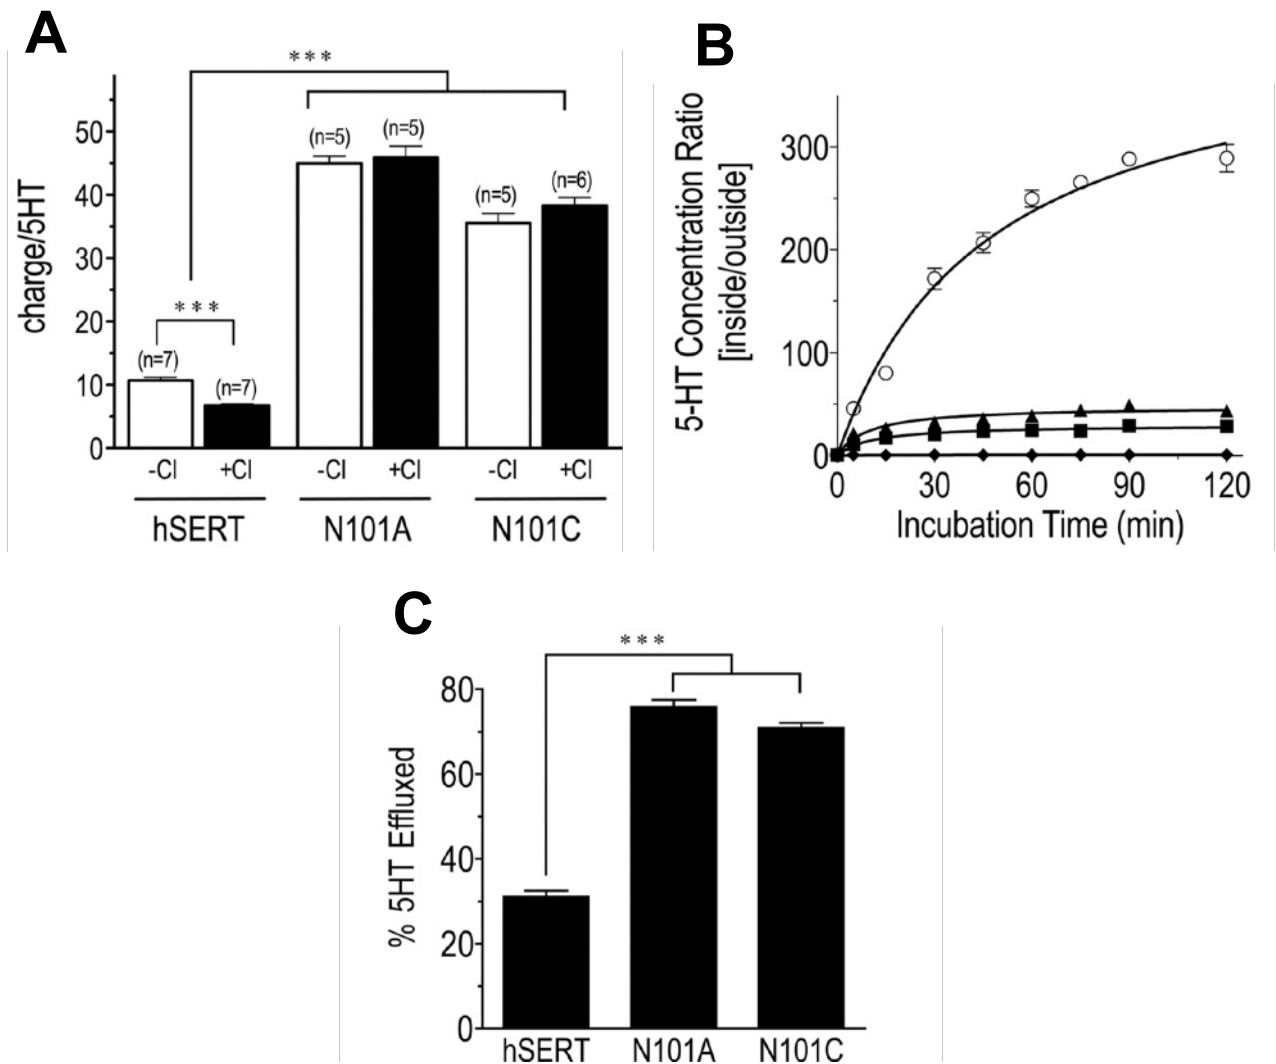 A
***
(n=5)
(n=5)
(n=5)
(n=6)
***
(n=7)
(n=7)
charge/5HT
50
40
30
20
10
0
-Cl
+Cl
-Cl
+Cl
-Cl
+Cl
hSERT
N101A
N101C
B
5-HT Concentration Ratio
[inside/outside]
300
200
100
0
0
30
60
90
120
Incubation Time (min)
C
***
% 5HT Effluxed
80
60
40
20
0
hSERT
N101A
N101C